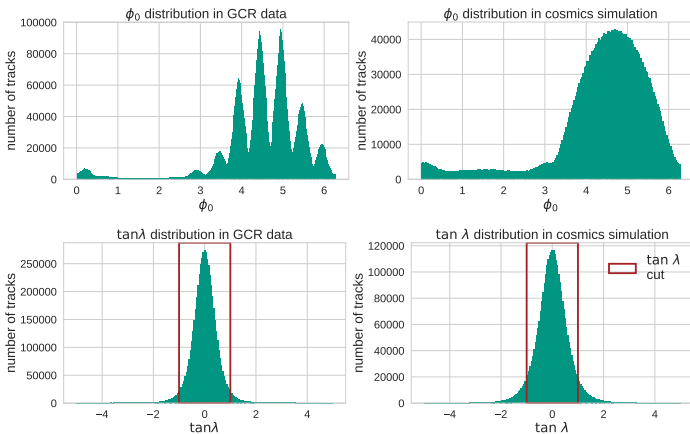 ϕ₀ distribution in GCR data
100000
80000
60000
40000
20000
0
number of tracks
0 1 2 3 4 5 6
ϕ₀
ϕ₀ distribution in cosmics simulation
40000
30000
20000
10000
0
number of tracks
0 1 2 3 4 5 6
ϕ₀
tanλ distribution in GCR data
250000
200000
150000
100000
50000
0
number of tracks
−4 −2 0 2 4
tanλ
tan λ distribution in cosmics simulation
120000
100000
80000
60000
40000
20000
0
number of tracks
tan λ
cut
−4 −2 0 2 4
tan λ